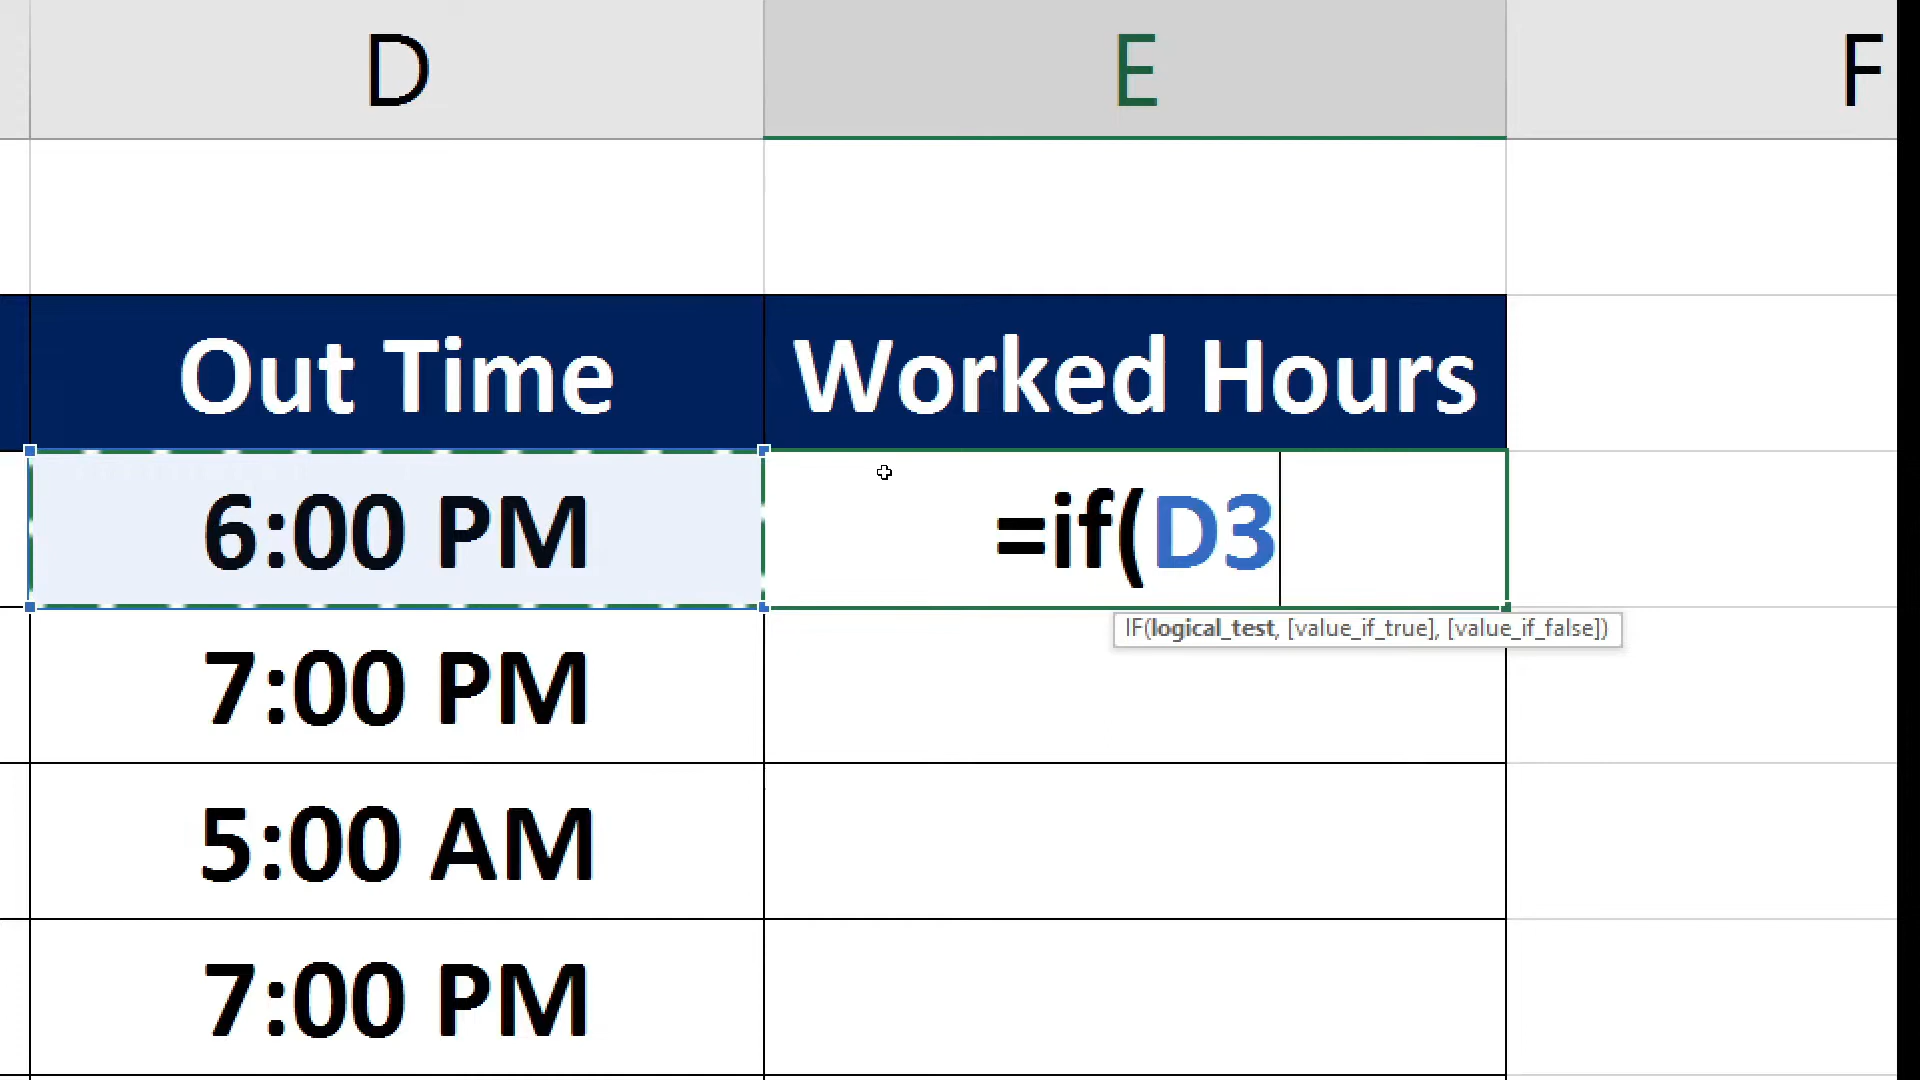 D E F
Out Time Worked Hours
6:00 PM =if(D3
IF(logical_test, [value_if_true], [value_if_false])
7:00 PM
5:00 AM
7:00 PM